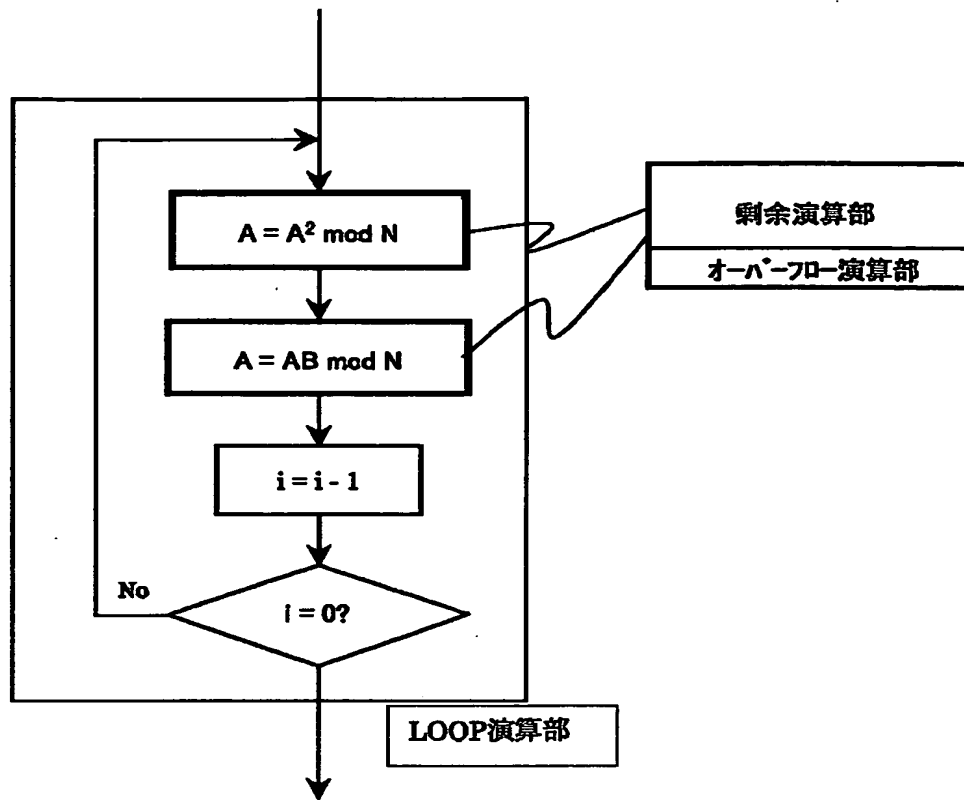 A = A² mod N
剰余演算部
オーバーフロー演算部
A = AB mod N
i = i - 1
No
i = 0?
LOOP演算部